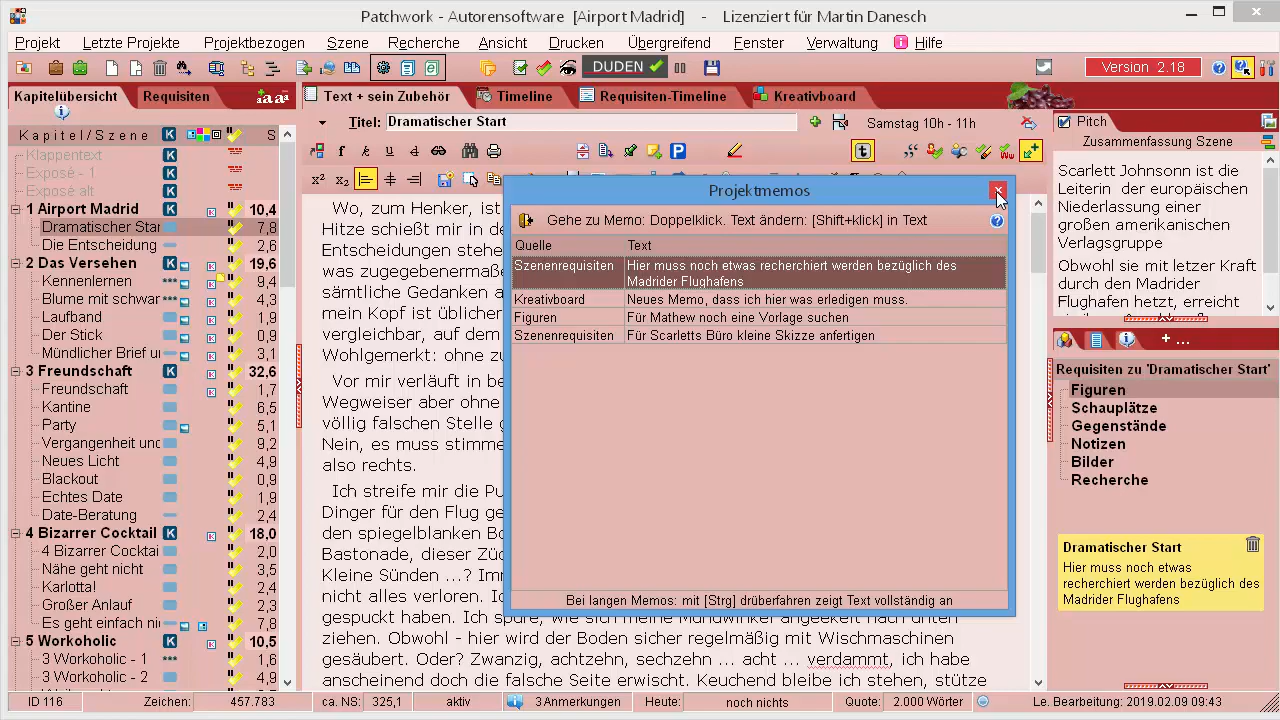 Patchwork - Autorensoftware [Airport Madrid] - Lizenziert für Martin Danesch
Projekt Letzte Projekte Projektbezogen Szene Recherche Ansicht Drucken Übergreifend Fenster Verwaltung Hilfe
DUDEN Version 2.18
Kapitelübersicht Requisiten Text + sein Zubehör Timeline Requisiten-Timeline Kreativboard
Titel: Dramatischer Start Samstag 10h - 11h
Kapitel/Szene K S
Klappentext
Exposé - 1
Exposé alt
1 Airport Madrid 10,4
Dramatischer Star 7,8
Die Entscheidung 2,6
2 Das Versehen 19,6
Kennenlernen 9,4
Blume mit schwar 4,3
Laufband 1,7
Der Stick 0,9
Mündlicher Brief u 3,1
3 Freundschaft 32,6
Freundschaft 1,7
Kantine 6,5
Party 5,1
Vergangenheit und 9,2
Neues Licht 4,9
Blackout 0,9
Echtes Date 1,9
Date-Beratung 2,4
4 Bizarrer Cocktail 18,0
4 Bizarrer Cocktai 2,0
Nähe geht nicht 3,5
Karlotta! 2,4
Großer Anlauf 2,3
Es geht einfach ni 7,8
5 Workoholic 10,5
3 Workoholic - 1 1,6
3 Workoholic - 2 4,9
Wo, zum Henker, ist
Hitze schießt mir in de
Entscheidungen stehe
was zugegebenermaße
sämtliche Gedanken a
mein Kopf ist üblicher
vergleichbar auf dem
Wohlgemerkt: ohne zu
Vor mir verläuft in be
Wegweiser aber ohne
völlig falschen Stelle g
Nein, es muss stimme
also rechts.
Ich streife mir die Pu
Dinger für den Flug ge
den spiegelblanken Bo
Bastonade, dieser Züc
Kleine Sünden ...? Imr
nicht alles verloren. Ic
gespuckt haben. Ich spüre, wie sich meine Mundwinkel angeekelt nach unten
ziehen. Obwohl - hier wird der Boden sicher regelmäßig mit Wischmaschinen
gesäubert. Oder? Zwanzig, achtzehn, sechzehn ... acht ... verdammt, ich habe
anscheinend doch die falsche Seite erwischt. Keuchend bleibe ich stehen, stütze
Projektmemos
Gehe zu Memo: Doppelklick. Text ändern: [Shift+klick] in Text
Quelle Text
Szenenrequisiten Hier muss noch etwas recherchiert werden bezüglich des
Madrider Flughafens
Kreativboard Neues Memo, dass ich hier was erledigen muss.
Figuren Für Mathew noch eine Vorlage suchen
Szenenrequisiten Für Scarletts Büro kleine Skizze anfertigen
Bei langen Memos: mit [Strg] drüberfahren zeigt Text vollständig an
Pitch
Zusammenfassung Szene
Scarlett Johnsonn ist die
Leiterin der europäischen
Niederlassung einer
großen amerikanischen
Verlagsgruppe
Obwohl sie mit letzer Kraft
durch den Madrider
Flughafen hetzt, erreicht
Requisiten zu 'Dramatischer Start'
Figuren
Schauplätze
Gegenstände
Notizen
Bilder
Recherche
Dramatischer Start
Hier muss noch etwas
recherchiert werden bezüglich des
Madrider Flughafens
ID 116 Zeichen: 457.783 ca. NS: 325,1 aktiv 3 Anmerkungen Heute: noch nichts Quote: 2.000 Wörter Le. Bearbeitung: 2019.02.09 09:43